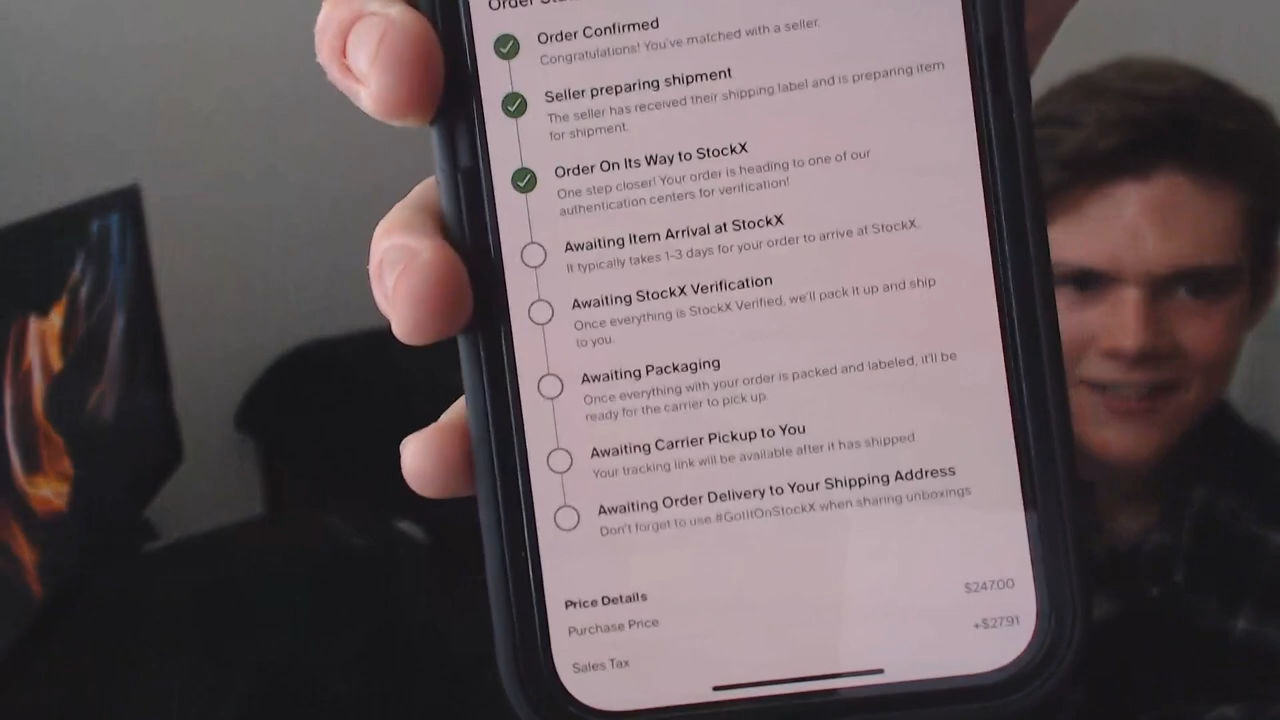 Order
Order Confirmed
Congratulations! You've matched with a seller.
Seller preparing shipment
The seller has received their shipping label and is preparing item
for shipment.
Order On Its Way to StockX
One step closer! Your order is heading to one of our
authentication centers for verification!
Awaiting Item Arrival at StockX
It typically takes 1-3 days for your order to arrive at StockX.
Awaiting StockX Verification
Once everything is StockX Verified, we'll pack it up and ship
to you.
Awaiting Packaging
Once everything with your order is packed and labeled, it'll be
ready for the carrier to pick up
Awaiting Carrier Pickup to You
Your tracking link will be available after it has shipped
Awaiting Order Delivery to Your Shipping Address
Don't forget to use #GotItOnStockX when sharing unboxings
Price Details
Purchase Price $247.00
Sales Tax +$27.91